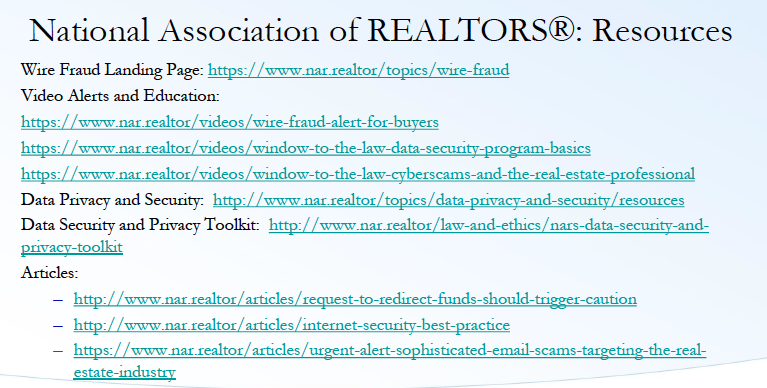 National Association of REALTORS®: Resources
Wire Fraud Landing Page: https://www.nar.realtor/topics/wire-fraud
Video Alerts and Education:
https://www.nar.realtor/videos/wire-fraud-alert-for-buyers
https://www.nar.realtor/videos/window-to-the-law-data-security-program-basics
https://www.nar.realtor/videos/window-to-the-law-cyberscams-and-the-real-estate-professional
Data Privacy and Security: http://www.nar.realtor/topics/data-privacy-and-security/resources
Data Security and Privacy Toolkit: http://www.nar.realtor/law-and-ethics/nars-data-security-and-
privacy-toolkit
Articles:
– http://www.nar.realtor/articles/request-to-redirect-funds-should-trigger-caution
– http://www.nar.realtor/articles/internet-security-best-practice
– https://www.nar.realtor/articles/urgent-alert-sophisticated-email-scams-targeting-the-real-
estate-industry